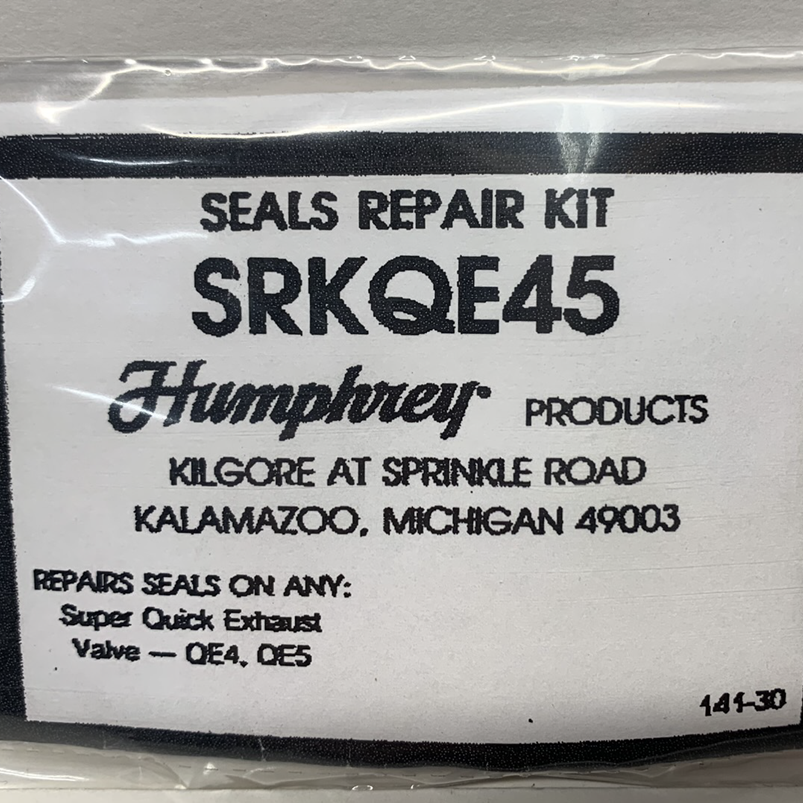 SEALS REPAIR KIT
SRKQE45
Humphrey PRODUCTS
KILGORE AT SPRINKLE ROAD
KALAMAZOO, MICHIGAN 49003
REPAIRS SEALS ON ANY:
Super Quick Exhaust
Valve — QE4, QE5
141-30